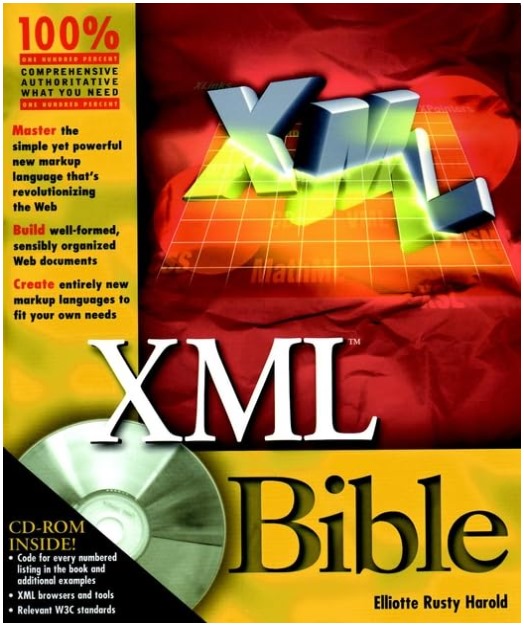 100%
ONE HUNDRED PERCENT
COMPREHENSIVE
AUTHORITATIVE
WHAT YOU NEED
ONE HUNDRED PERCENT
Master the
simple yet powerful
new markup
language that's
revolutionizing
the Web
Build well-formed,
sensibly organized
Web documents
Create entirely new
markup languages to
fit your own needs
XML
XPointers
MathML
XSL
XML™
Bible
CD-ROM
INSIDE!
• Code for every numbered
listing in the book and
additional examples
• XML browsers and tools
• Relevant W3C standards
Elliotte Rusty Harold